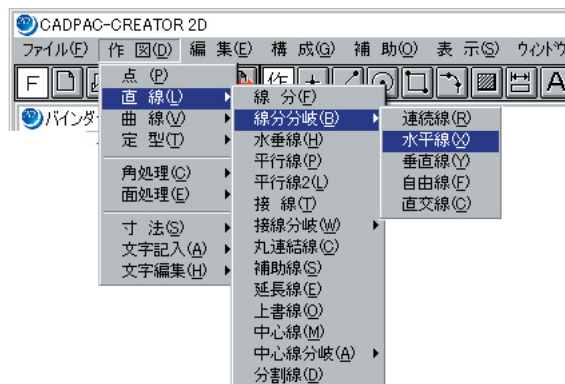 CADPAC-CREATOR 2D
ファイル(F) 作 図(D) 編 集(E) 構 成(G) 補 助(O) 表 示(S)
F 作 A
バインダ
点 (P)
直 線(L)
曲 線(V)
定 型(T)
角処理(C)
面処理(E)
寸 法(S)
文字記入(A)
文字編集(H)
線 分(F)
線分分岐(B)
水垂線(H)
平行線(P)
平行線2(L)
接 線(T)
接線分岐(W)
丸連結線(C)
補助線(S)
延長線(E)
上書線(O)
中心線(M)
中心線分岐(A)
分割線(D)
連続線(R)
水平線(X)
垂直線(Y)
自由線(F)
直交線(C)